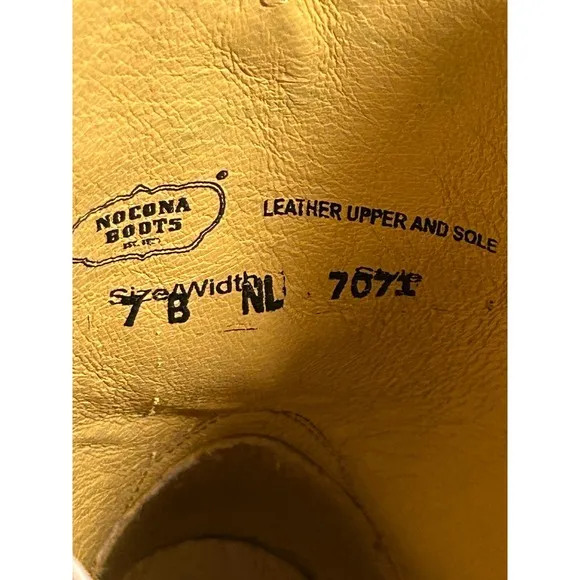 NOCONA
BOOTS
LEATHER UPPER AND SOLE
Size/Width Style
7 B NL 7071